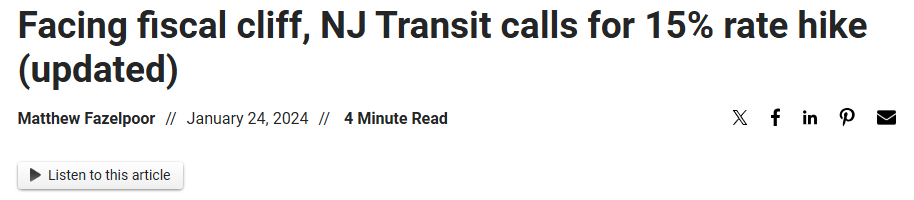 Facing fiscal cliff, NJ Transit calls for 15% rate hike
(updated)
Matthew Fazelpoor // January 24, 2024 // 4 Minute Read
Listen to this article